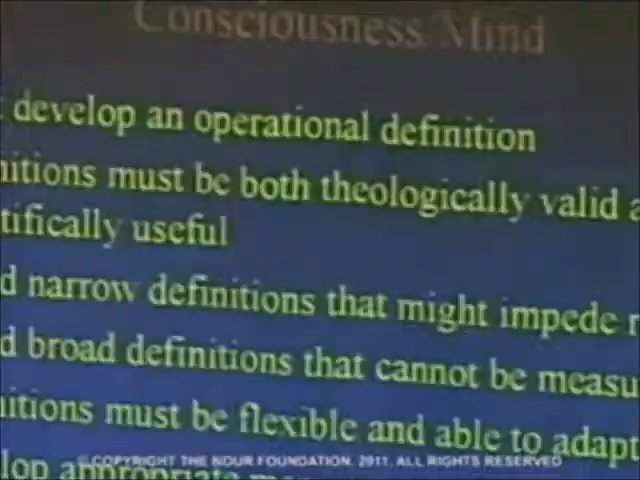 Consciousness/Mind
develop an operational definition
nitions must be both theologically valid a
tifically useful
d narrow definitions that might impede r
d broad definitions that cannot be measu
nitions must be flexible and able to adapt
lop appropriate
© COPYRIGHT THE NOUR FOUNDATION. 2011. ALL RIGHTS RESERVED